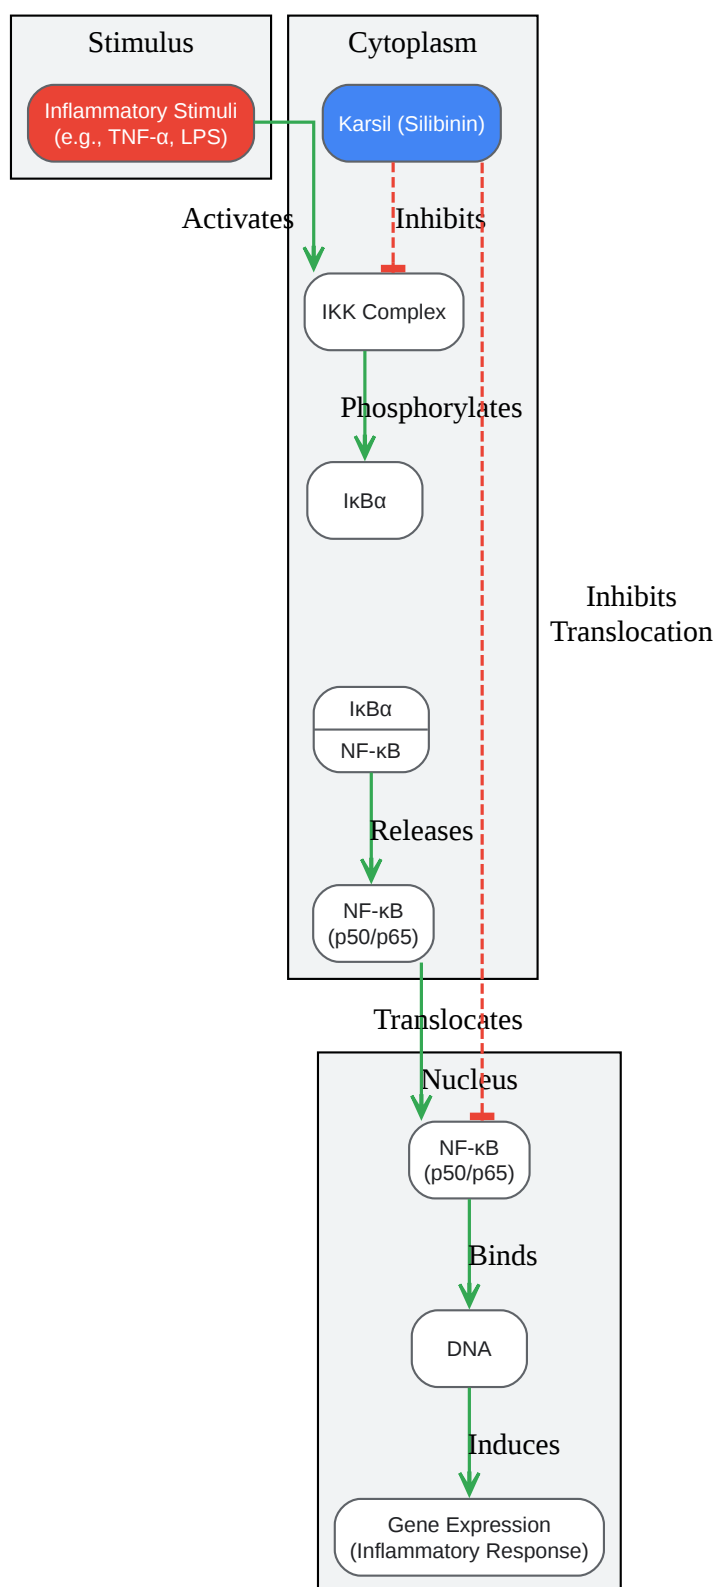 Stimulus
Cytoplasm
Inflammatory Stimuli
(e.g., TNF-α, LPS)
Karsil (Silibinin)
Activates
Inhibits
IKK Complex
Phosphorylates
IκBα
Inhibits
Translocation
IκBα
NF-κB
Releases
NF-κB
(p50/p65)
Translocates
Nucleus
NF-κB
(p50/p65)
Binds
DNA
Induces
Gene Expression
(Inflammatory Response)